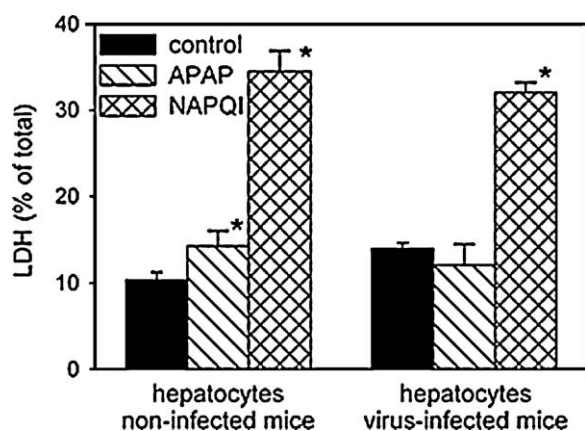 40
30
20
10
0
LDH (% of total)
control
APAP
NAPQI
*
*
*
hepatocytes
non-infected mice
hepatocytes
virus-infected mice